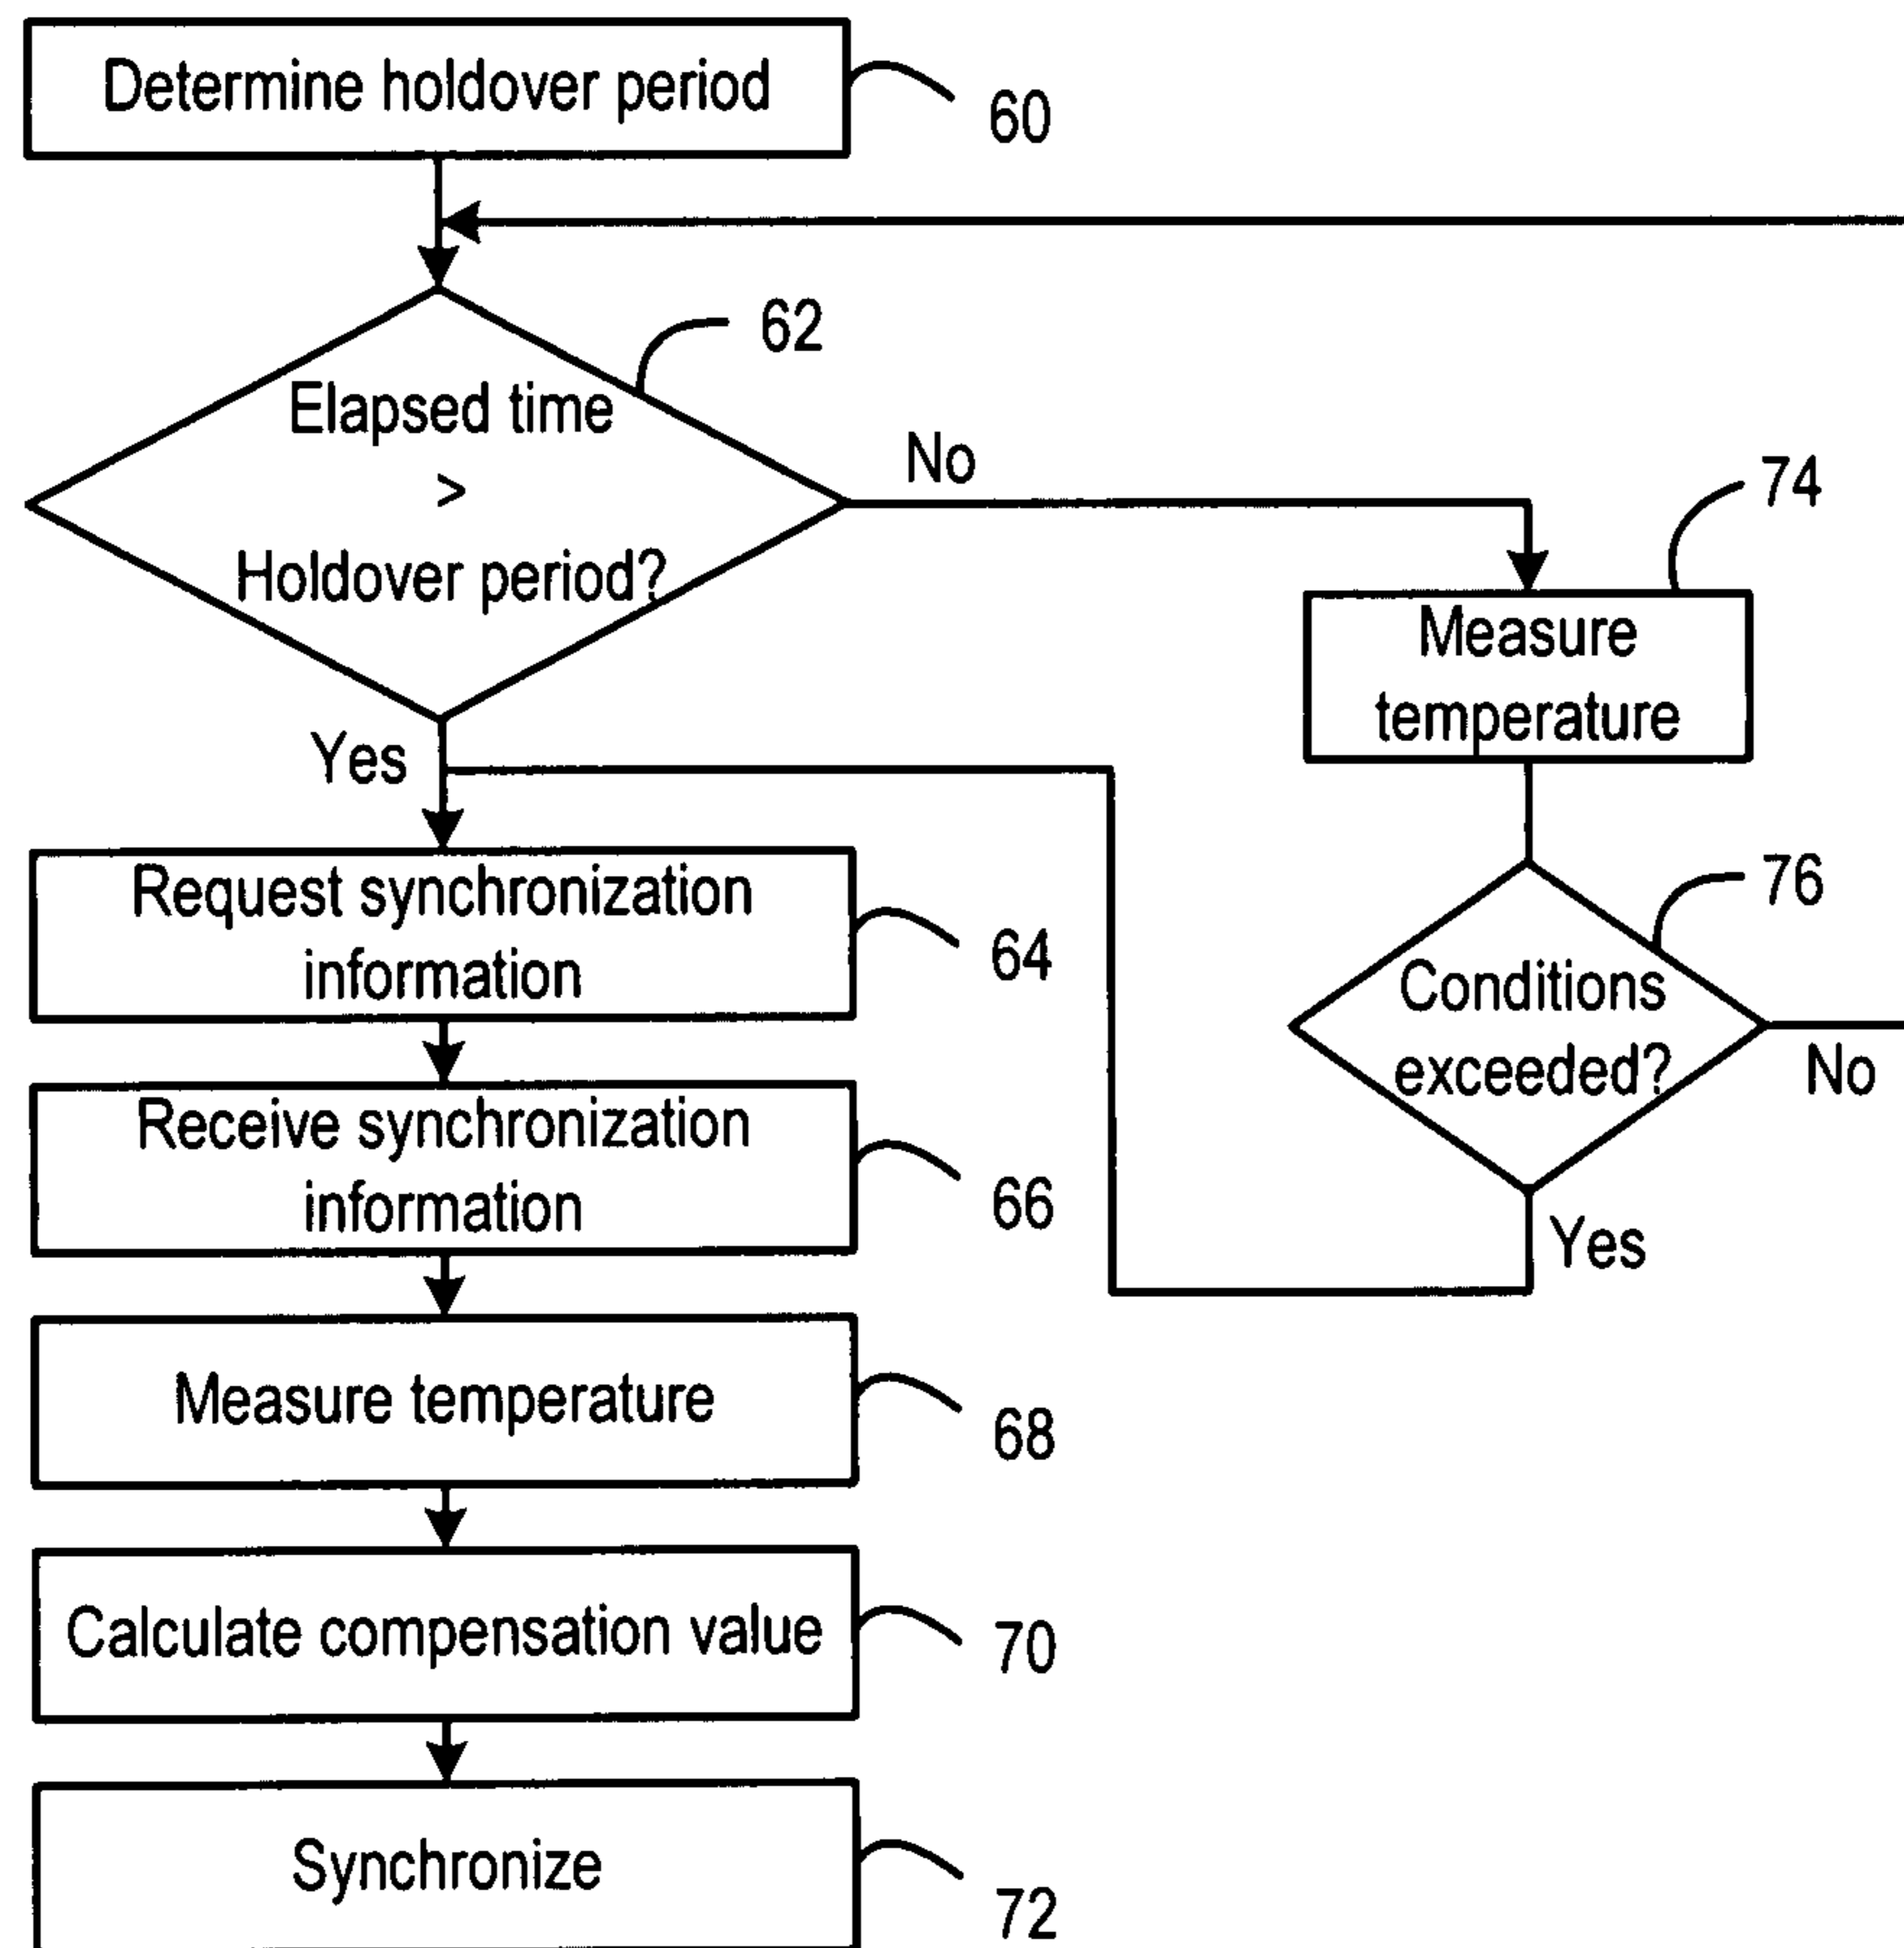 Determine holdover period
60
62
Elapsed time
>
Holdover period?
No
74
Measure
temperature
Yes
Request synchronization
information
64
76
Conditions
exceeded?
No
Receive synchronization
information
66
Yes
Measure temperature
68
Calculate compensation value
70
Synchronize
72